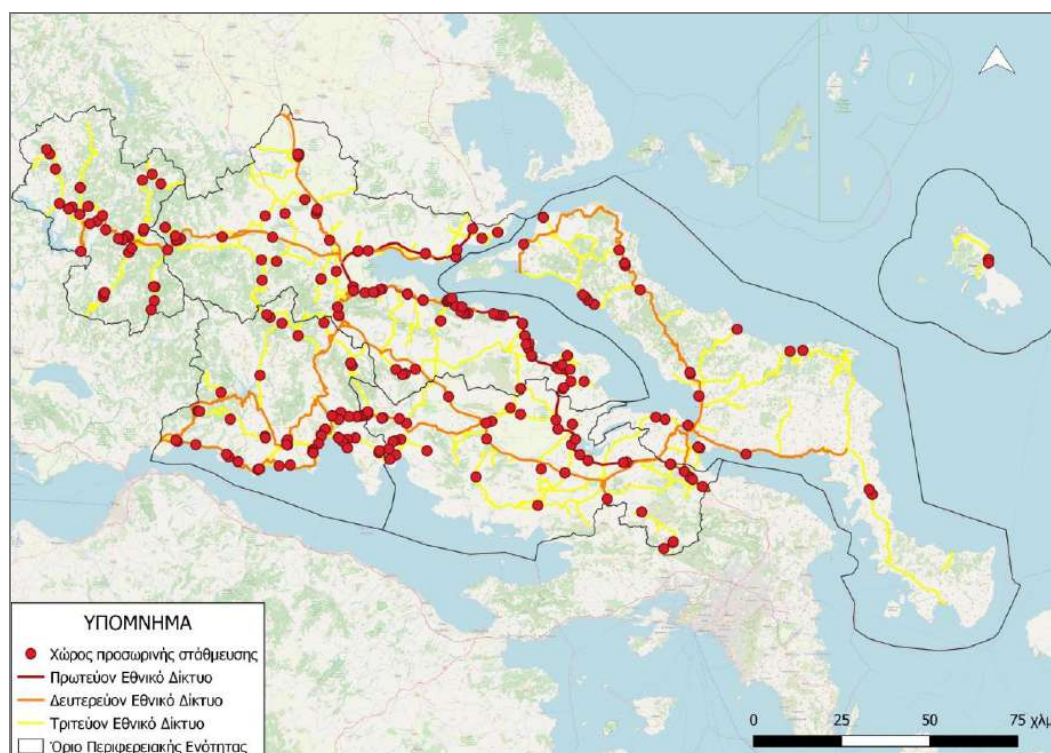 ΥΠΟΜΝΗΜΑ
Χώρος προσωρινής στάθμευσης
Πρωτεύον Εθνικό Δίκτυο
Δευτερεύον Εθνικό Δίκτυο
Τριτεύον Εθνικό Δίκτυο
Όριο Περιφερειακής Ενότητας
0 25 50 75 χλμ